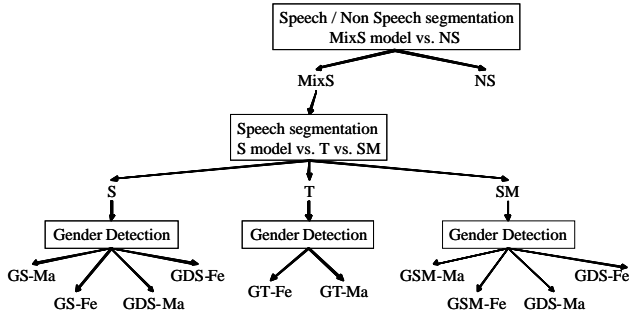 Speech / Non Speech segmentation
MixS model vs. NS
MixS
NS
Speech segmentation
S model vs. T vs. SM
S
T
SM
Gender Detection
Gender Detection
Gender Detection
GS-Ma
GS-Fe
GDS-Ma
GDS-Fe
GT-Fe
GT-Ma
GSM-Ma
GSM-Fe
GDS-Ma
GDS-Fe